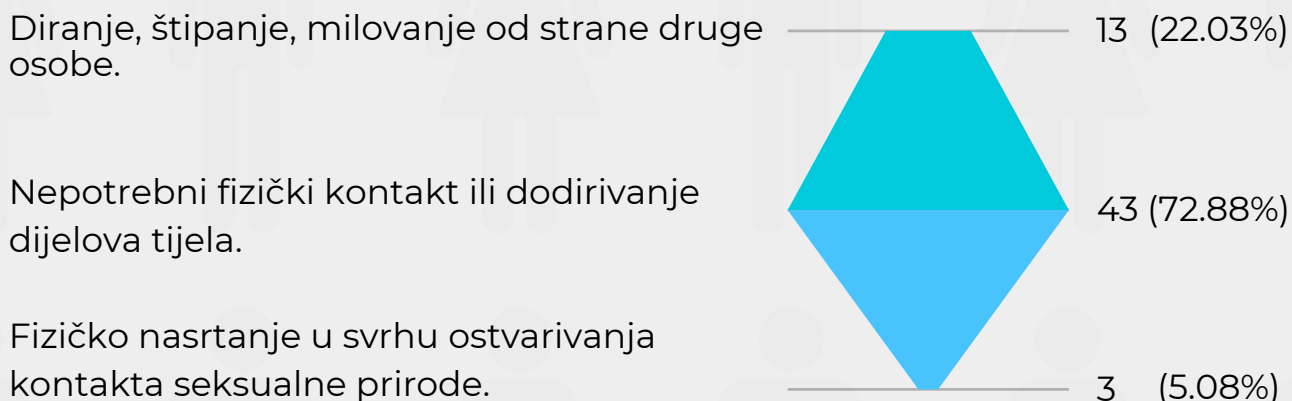 Diranje, štipanje, milovanje od strane druge
osobe.
13 (22.03%)
Nepotrebni fizički kontakt ili dodirivanje
dijelova tijela.
43 (72.88%)
Fizičko nasrtanje u svrhu ostvarivanja
kontakta seksualne prirode.
3 (5.08%)